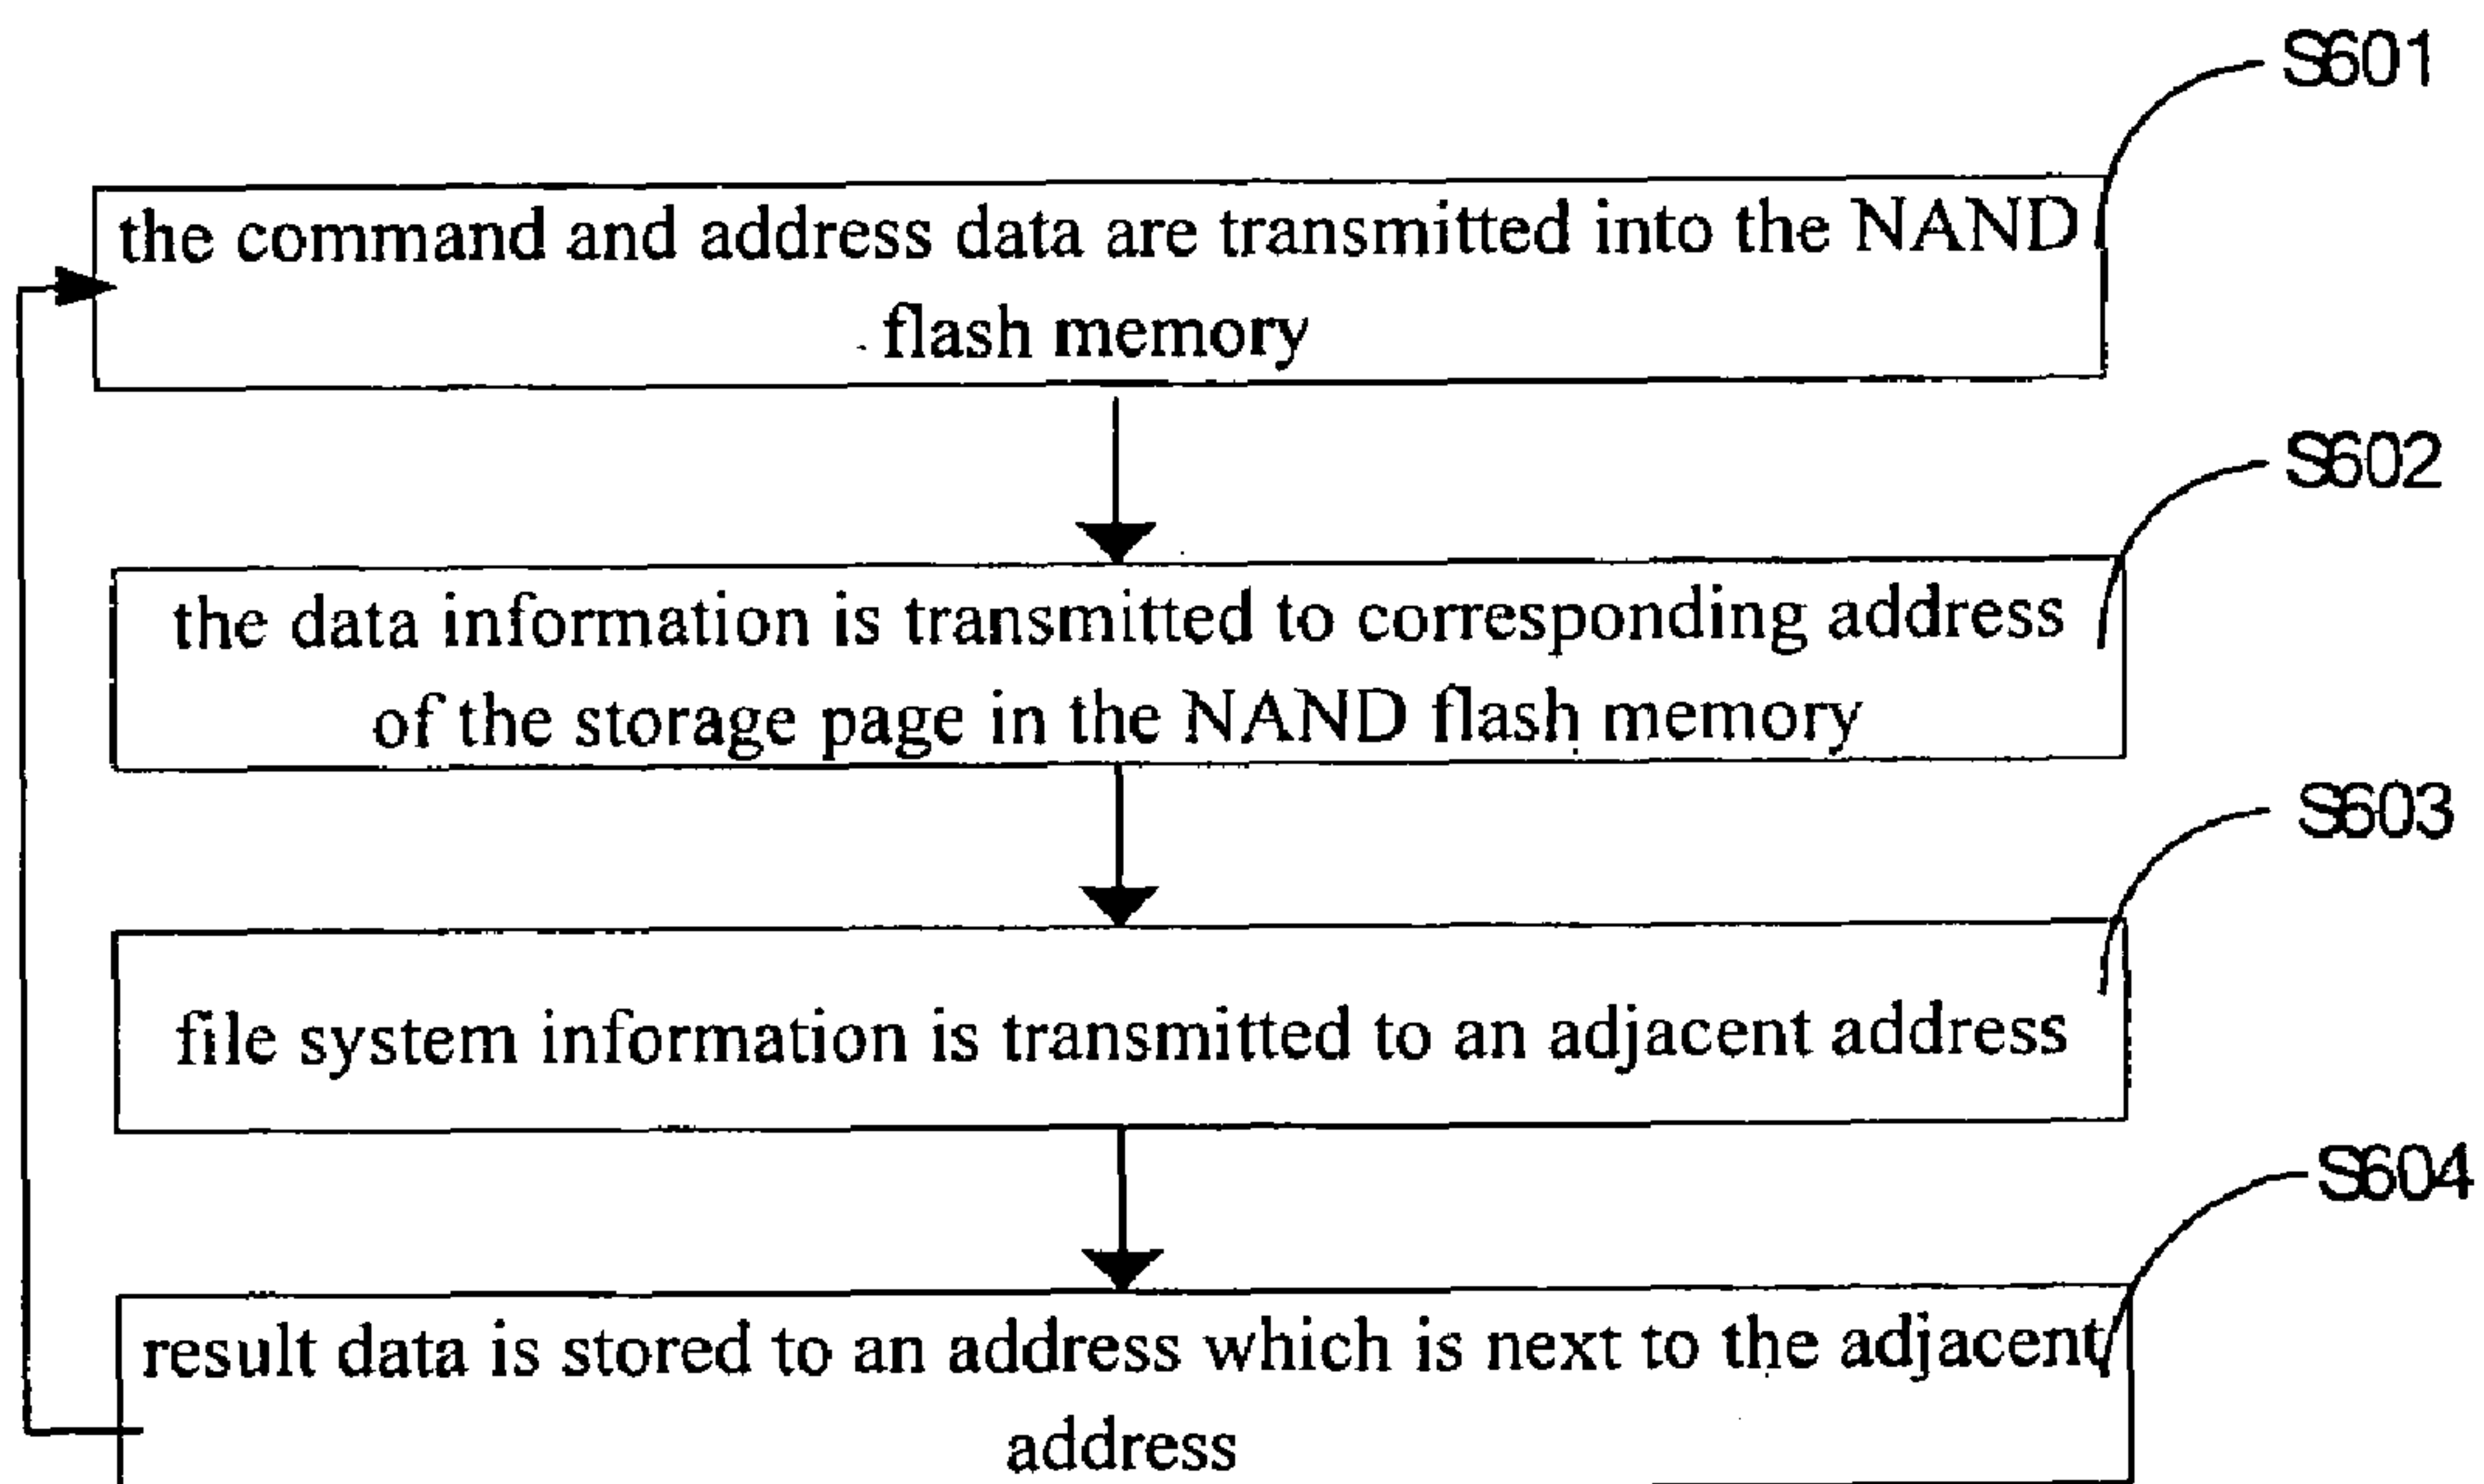 S601
the command and address data are transmitted into the NAND
flash memory
S602
the data information is transmitted to corresponding address
of the storage page in the NAND flash memory
S603
file system information is transmitted to an adjacent address
S604
result data is stored to an address which is next to the adjacent
address